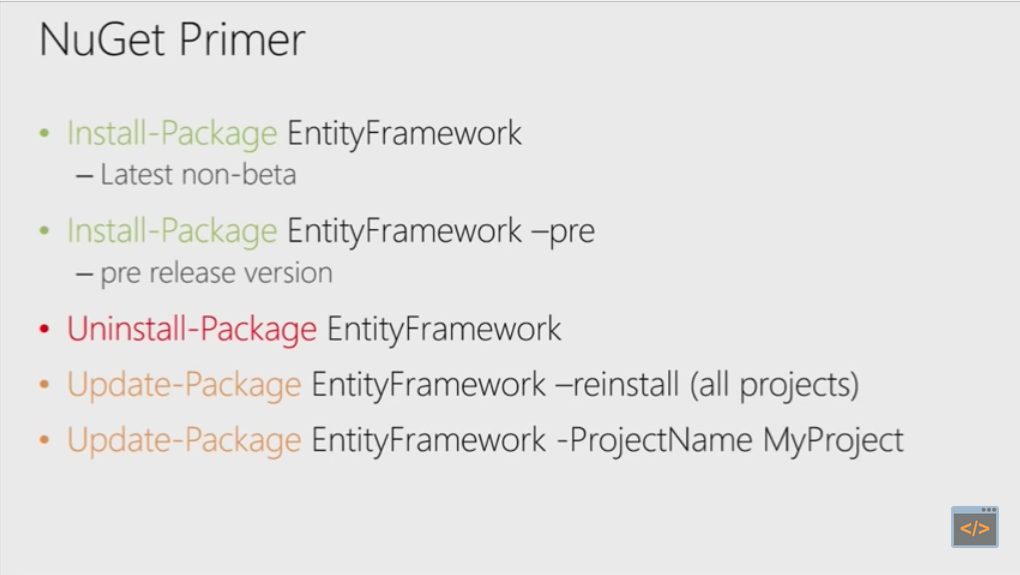 NuGet Primer
• Install-Package EntityFramework
– Latest non-beta
• Install-Package EntityFramework –pre
– pre release version
• Uninstall-Package EntityFramework
• Update-Package EntityFramework –reinstall (all projects)
• Update-Package EntityFramework -ProjectName MyProject
</>